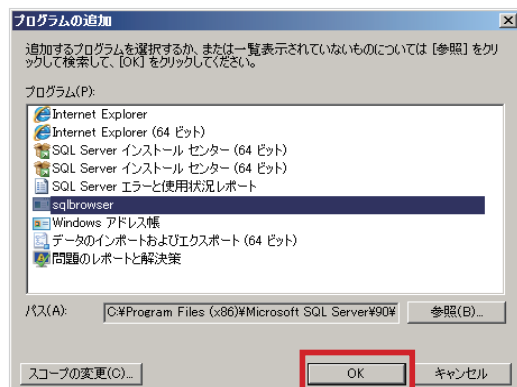 プログラムの追加
追加するプログラムを選択するか、または一覧表示されていないものについては [参照] をクリ
ックして検索して、[OK] をクリックしてください。
プログラム(P):
Internet Explorer
Internet Explorer (64 ビット)
SQL Server インストール センター (64 ビット)
SQL Server インストール センター (64 ビット)
SQL Server エラーと使用状況レポート
sqlbrowser
Windows アドレス帳
データのインポートおよびエクスポート (64 ビット)
問題のレポートと解決策
パス(A): C:¥Program Files (x86)¥Microsoft SQL Server¥90¥ 参照(B)...
スコープの変更(C)... OK キャンセル